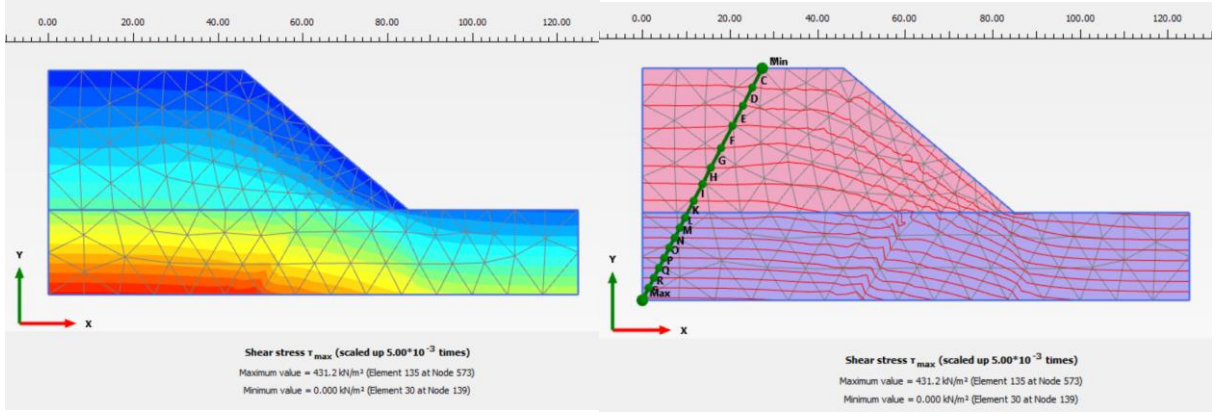 0.00 20.00 40.00 60.00 80.00 100.00 120.00
Y
X
Shear stress τmax (scaled up 5.00*10-3 times)
Maximum value = 431.2 kN/m² (Element 135 at Node 573)
Minimum value = 0.000 kN/m² (Element 30 at Node 139)
0.00 20.00 40.00 60.00 80.00 100.00 120.00
Min
C
D
E
F
G
H
I
K
L
M
N
O
P
Q
R
Max
Y
X
Shear stress τmax (scaled up 5.00*10-3 times)
Maximum value = 431.2 kN/m² (Element 135 at Node 573)
Minimum value = 0.000 kN/m² (Element 30 at Node 139)